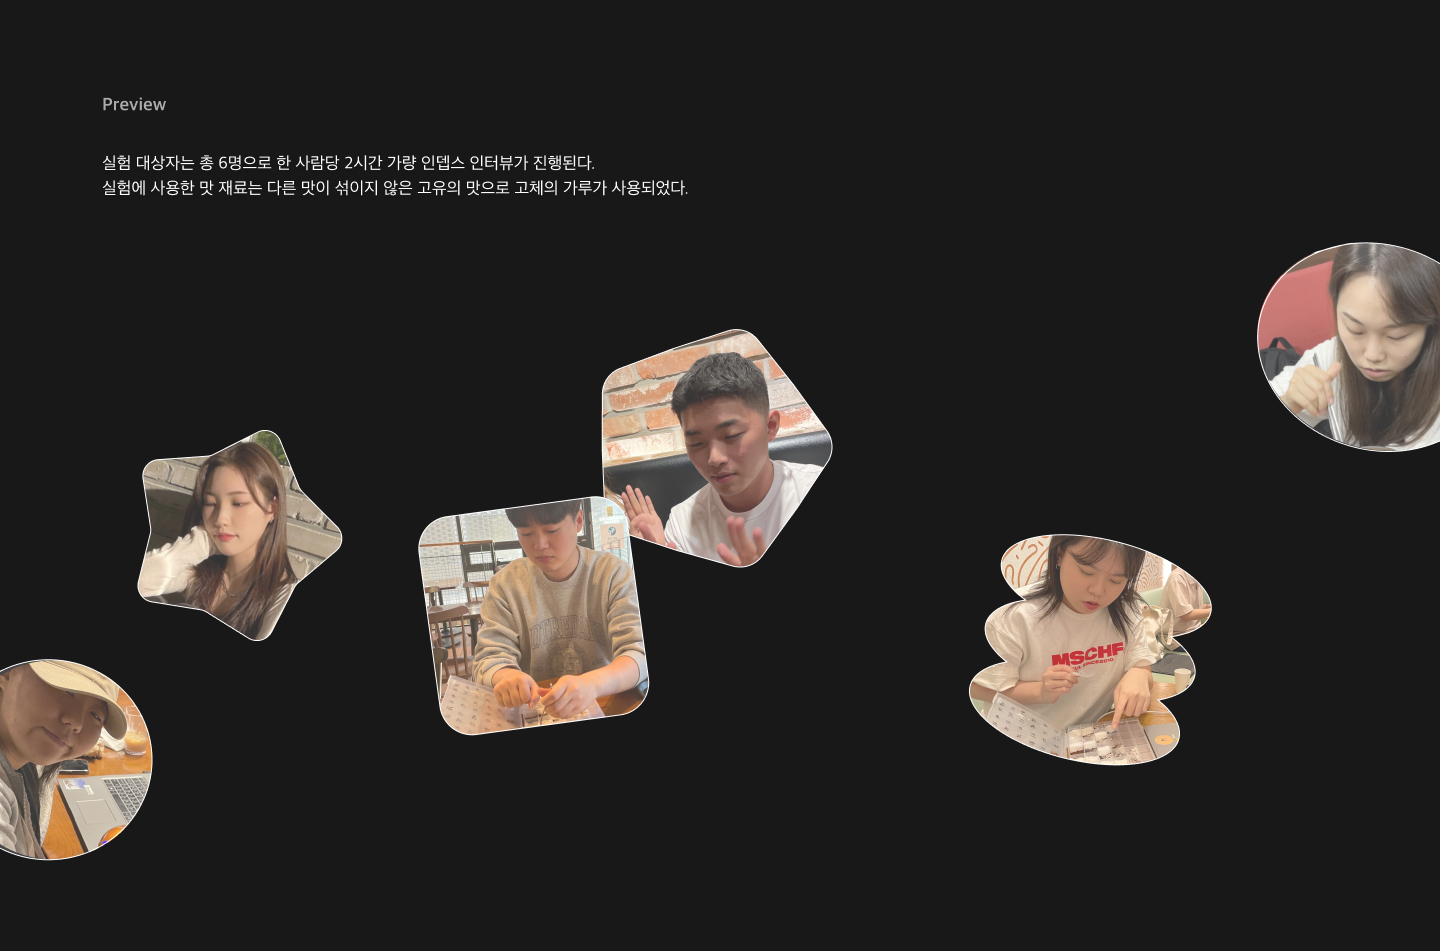 Preview
실험 대상자는 총 6명으로 한 사람당 2시간 가량 인뎁스 인터뷰가 진행된다.
실험에 사용한 맛 재료는 다른 맛이 섞이지 않은 고유의 맛으로 고체의 가루가 사용되었다.
MSCHF